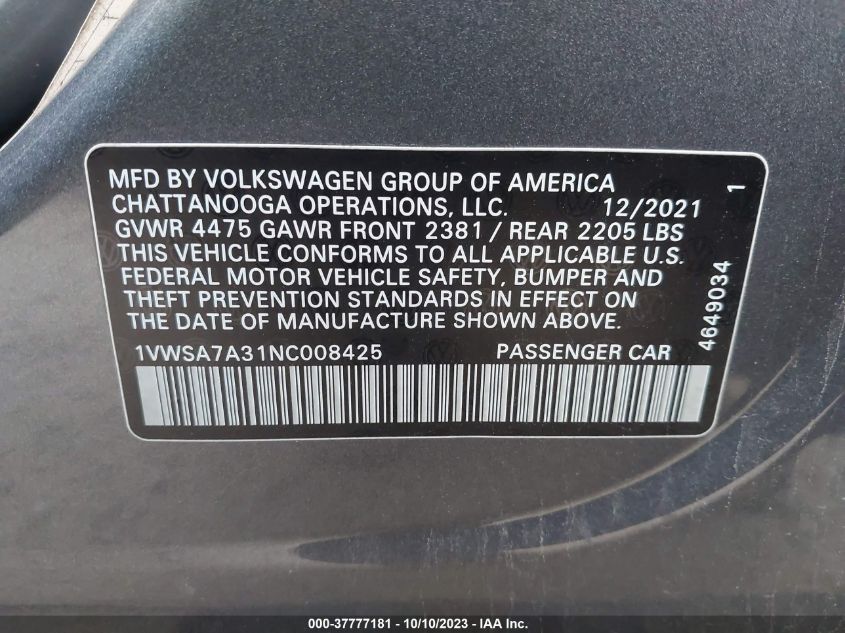 MFD BY VOLKSWAGEN GROUP OF AMERICA
CHATTANOOGA OPERATIONS, LLC. 12/2021
GVWR 4475 GAWR FRONT 2381 / REAR 2205 LBS
THIS VEHICLE CONFORMS TO ALL APPLICABLE U.S.
FEDERAL MOTOR VEHICLE SAFETY, BUMPER AND
THEFT PREVENTION STANDARDS IN EFFECT ON
THE DATE OF MANUFACTURE SHOWN ABOVE.
1VWSA7A31NC008425 PASSENGER CAR
4649034 1
000-37777181 - 10/10/2023 - IAA Inc.